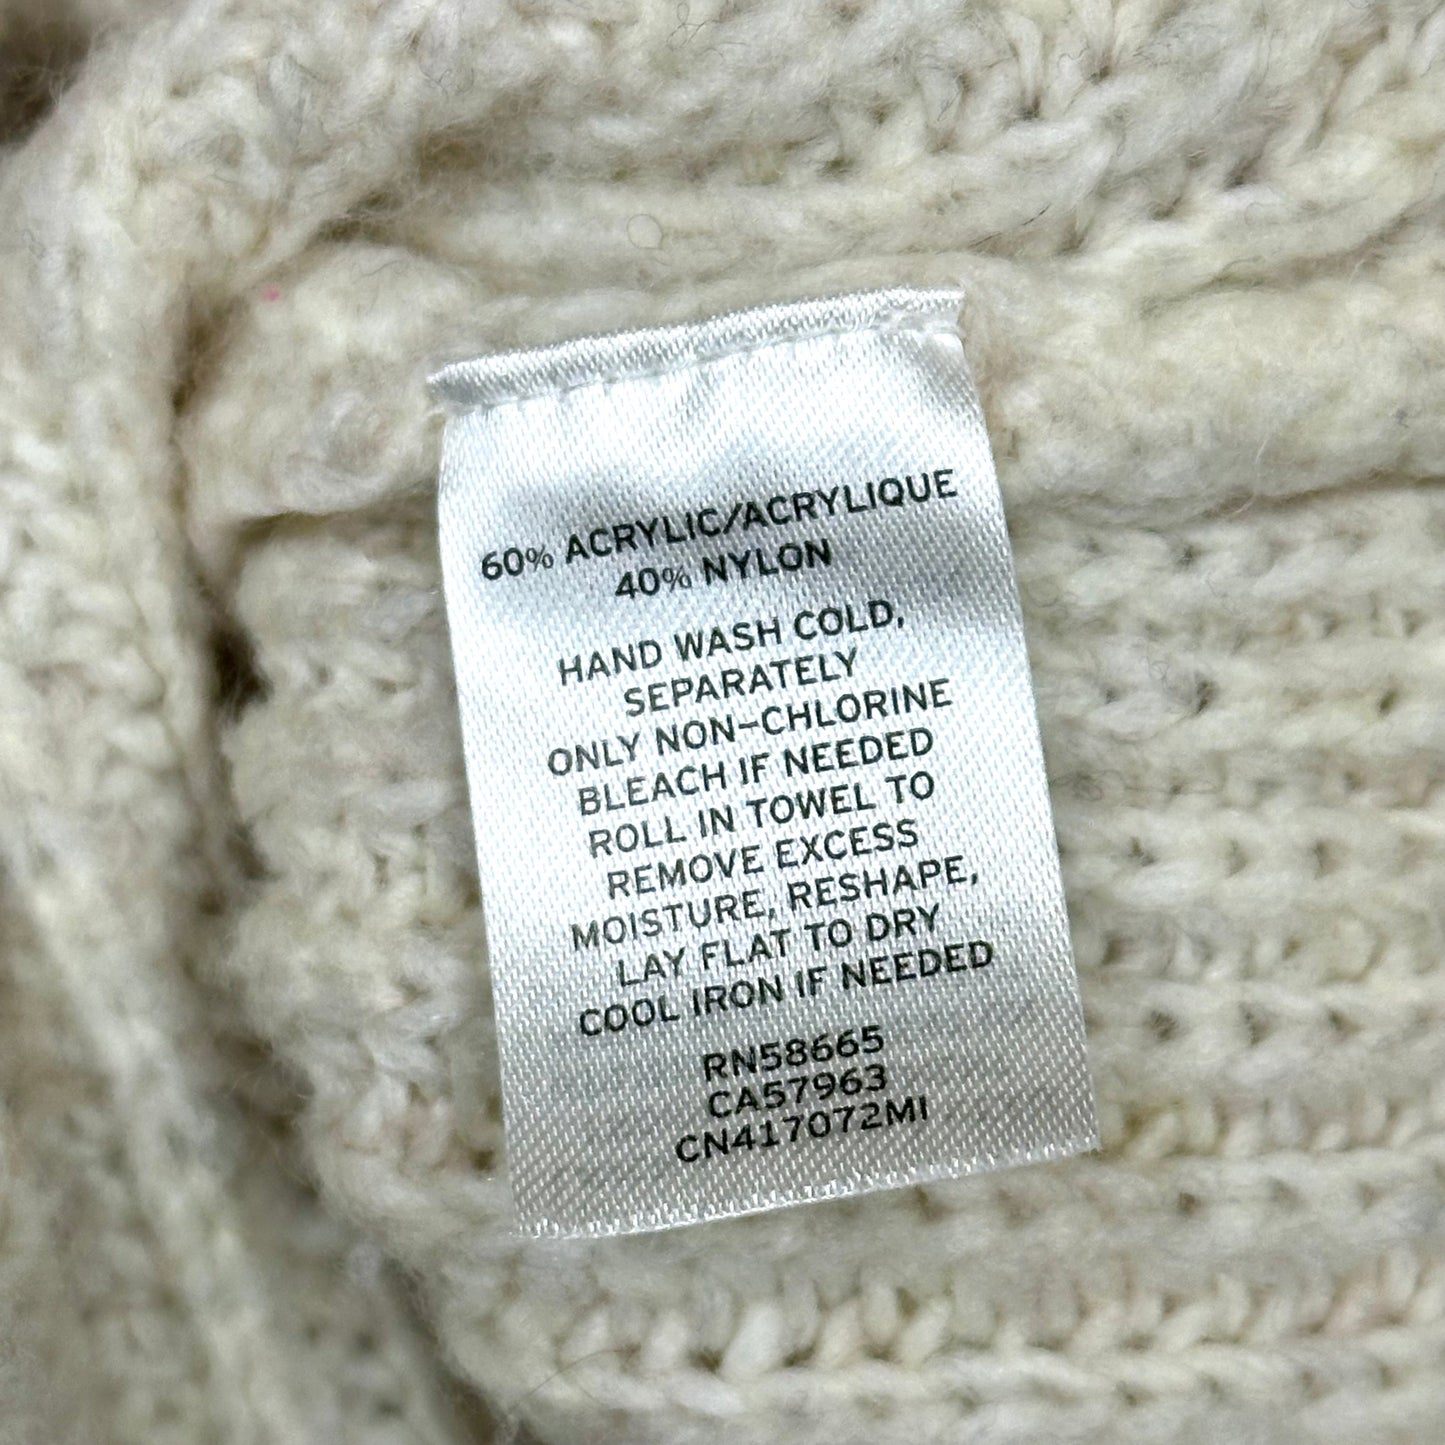 60% ACRYLIC/ACRYLIQUE
40% NYLON
HAND WASH COLD,
SEPARATELY
ONLY NON-CHLORINE
BLEACH IF NEEDED
ROLL IN TOWEL TO
REMOVE EXCESS
MOISTURE, RESHAPE,
LAY FLAT TO DRY
COOL IRON IF NEEDED
RN58665
CA57963
CN417072MI